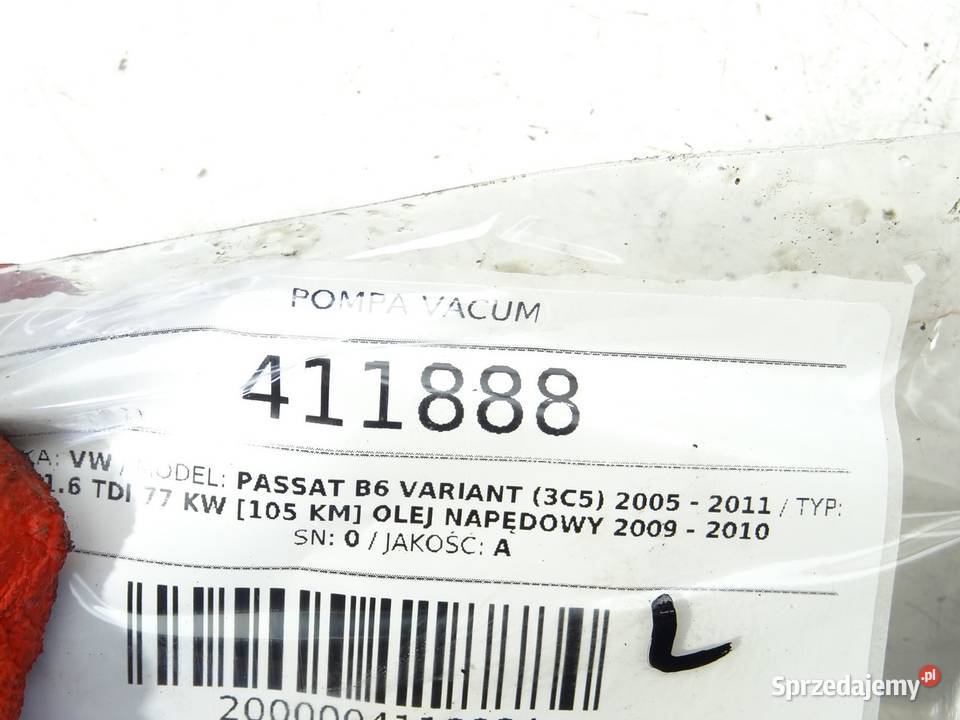 POMPA VACUM
411888
KA: VW / MODEL: PASSAT B6 VARIANT (3C5) 2005 - 2011 / TYP:
1.6 TDI 77 KW [105 KM] OLEJ NAPĘDOWY 2009 - 2010
SN: 0 / JAKOŚĆ: A
L
Sprzedajemy.pl